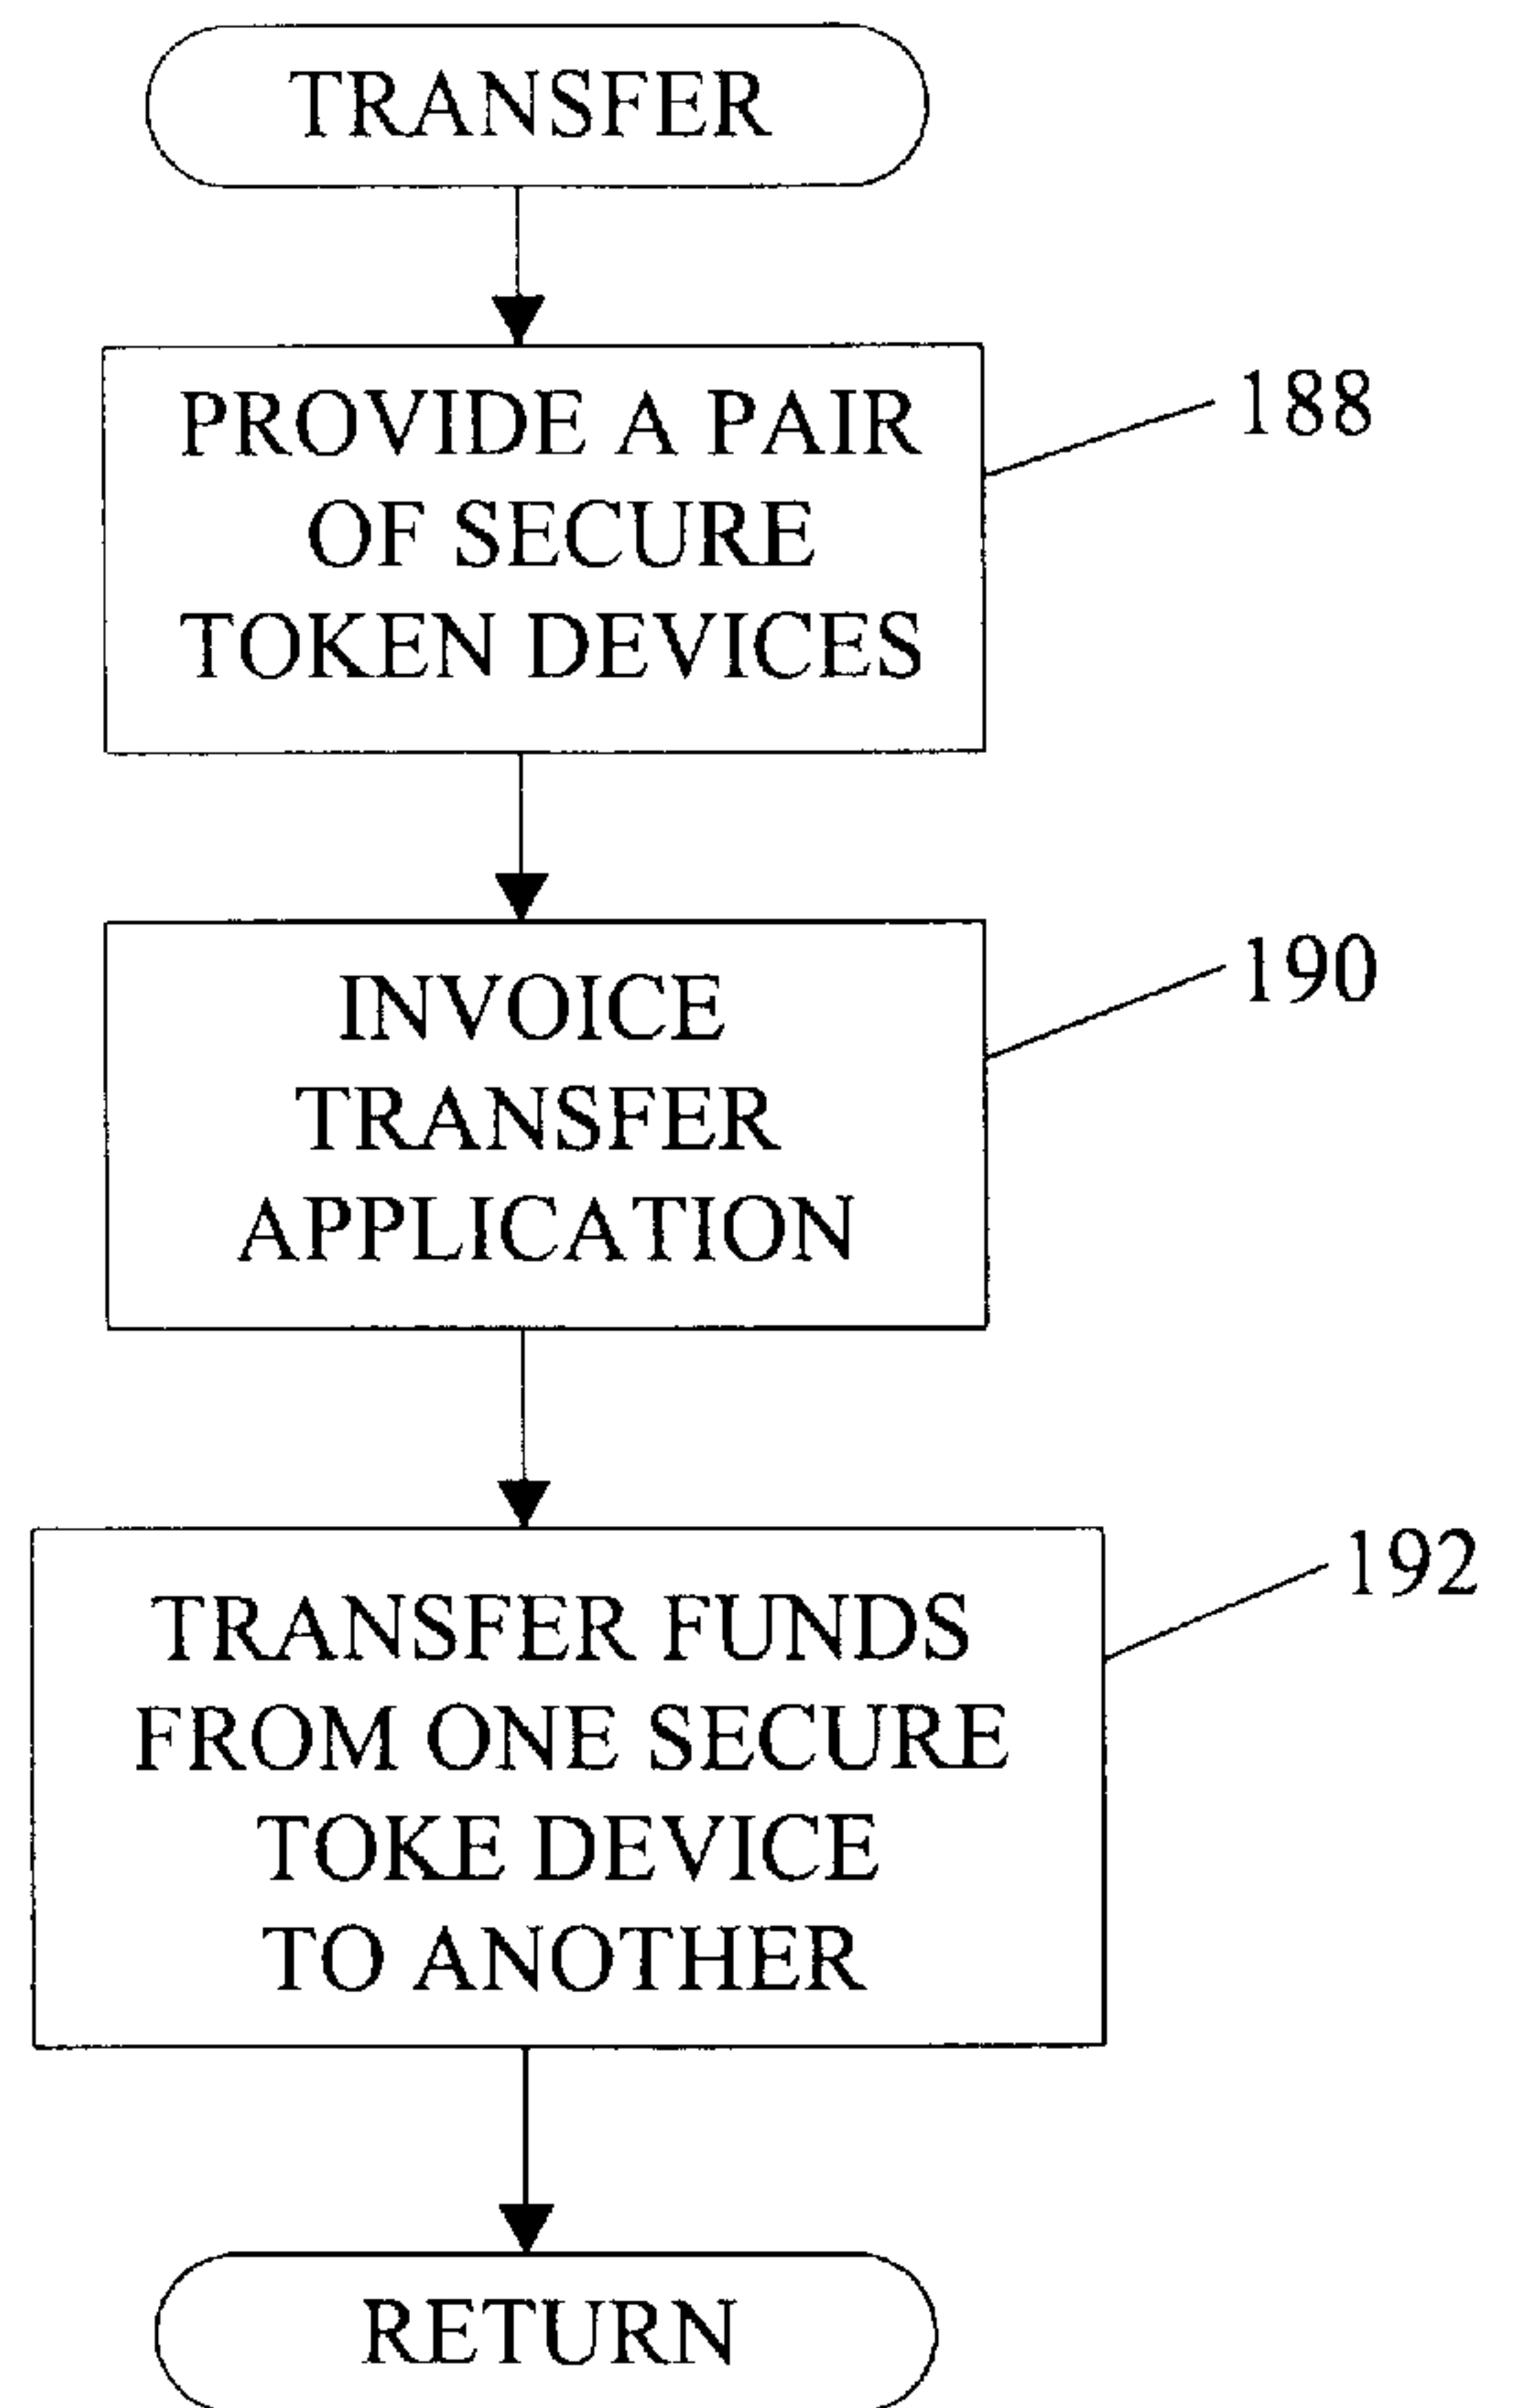 TRANSFER
PROVIDE A PAIR
OF SECURE
TOKEN DEVICES
188
INVOICE
TRANSFER
APPLICATION
190
TRANSFER FUNDS
FROM ONE SECURE
TOKE DEVICE
TO ANOTHER
192
RETURN